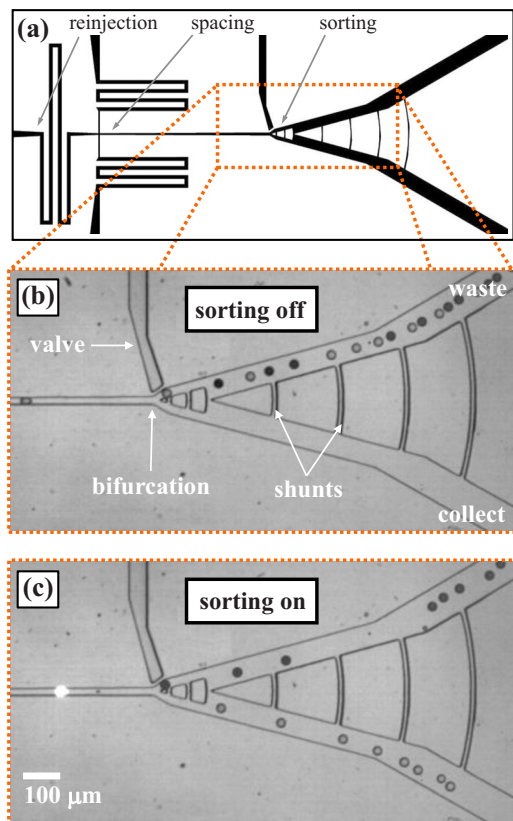 (a)
reinjection
spacing
sorting
(b)
sorting off
waste
valve
bifurcation
shunts
collect
(c)
sorting on
100 μm